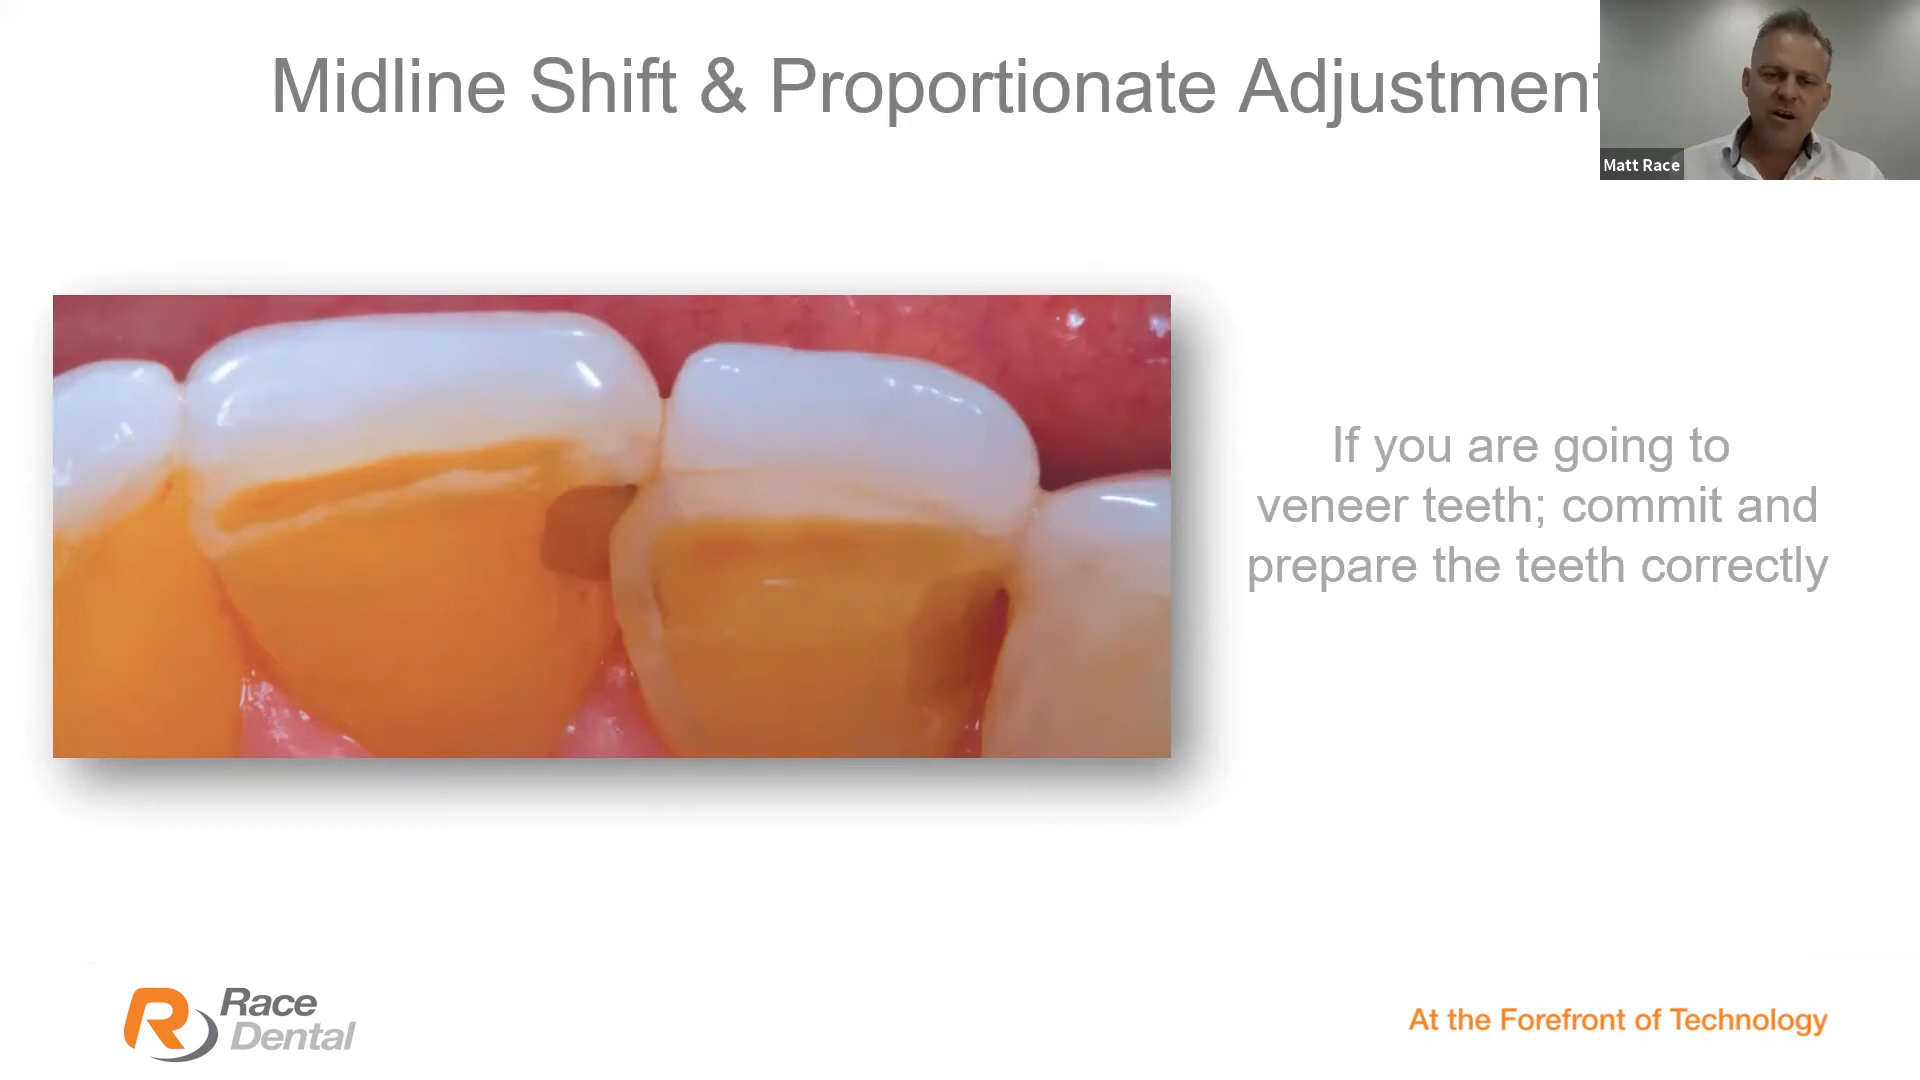 Midline Shift & Proportionate Adjustment
Matt Race
If you are going to
veneer teeth; commit and
prepare the teeth correctly
R Race
Dental
At the Forefront of Technology